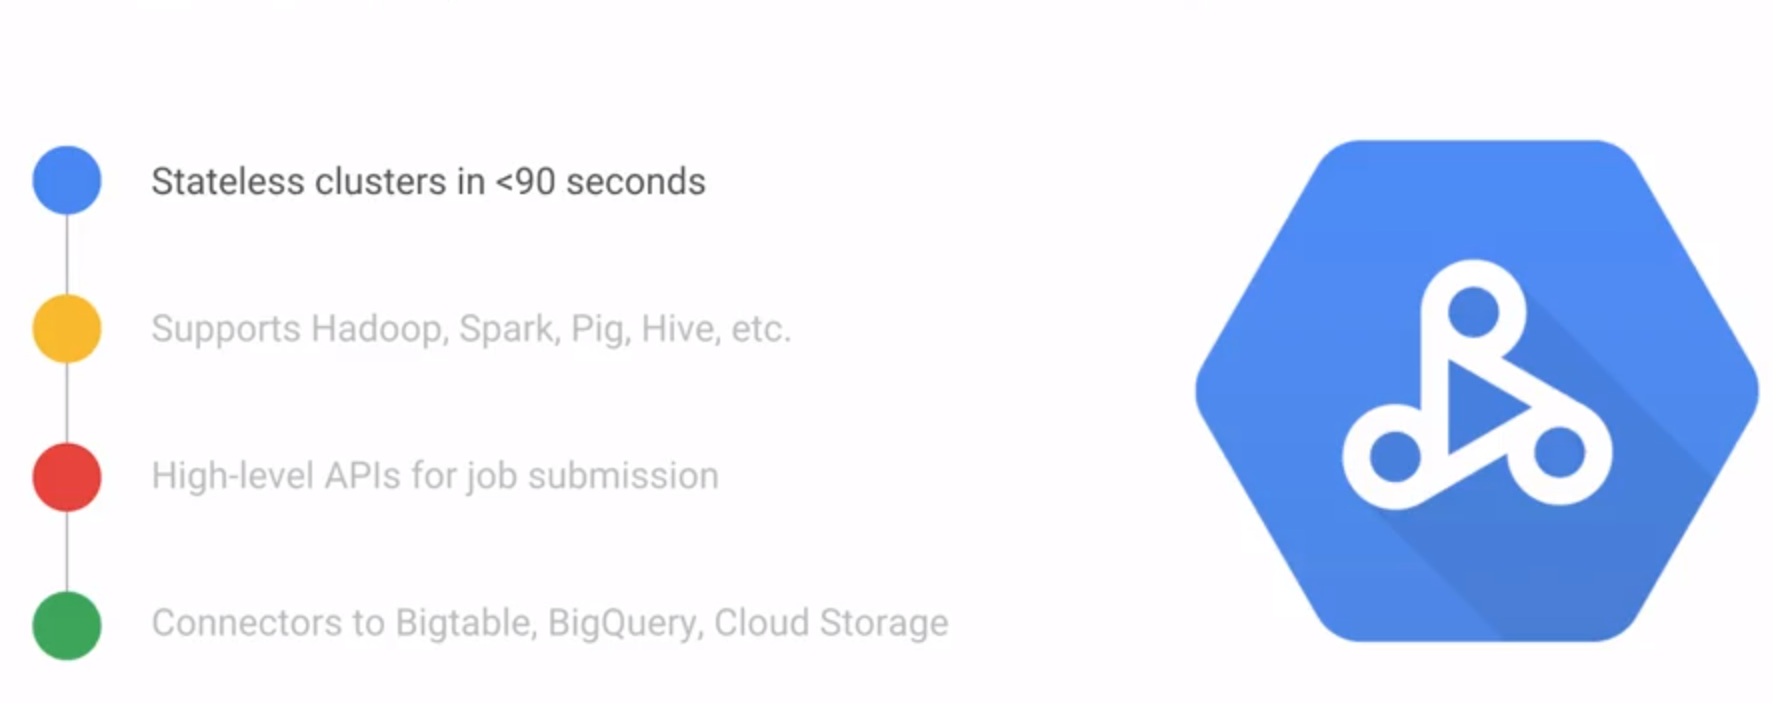 Stateless clusters in <90 seconds
Supports Hadoop, Spark, Pig, Hive, etc.
High-level APIs for job submission
Connectors to Bigtable, BigQuery, Cloud Storage